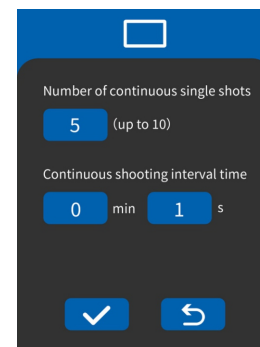 Number of continuous single shots
5 (up to 10)
Continuous shooting interval time
0 min 1 s